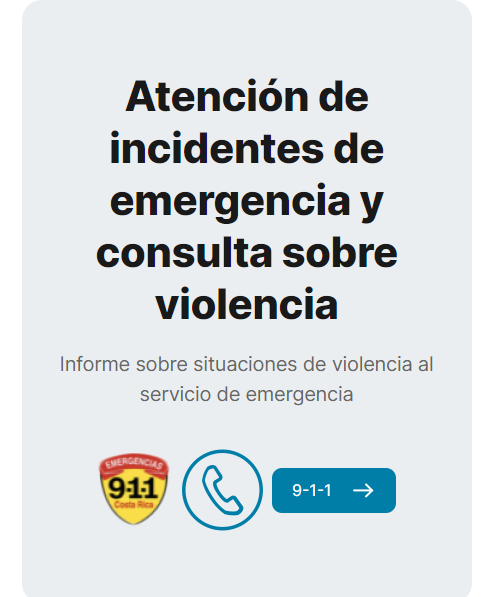 Atención de
incidentes de
emergencia y
consulta sobre
violencia
Informe sobre situaciones de violencia al
servicio de emergencia
EMERGENCIAS
9-1-1
Costa Rica
9-1-1